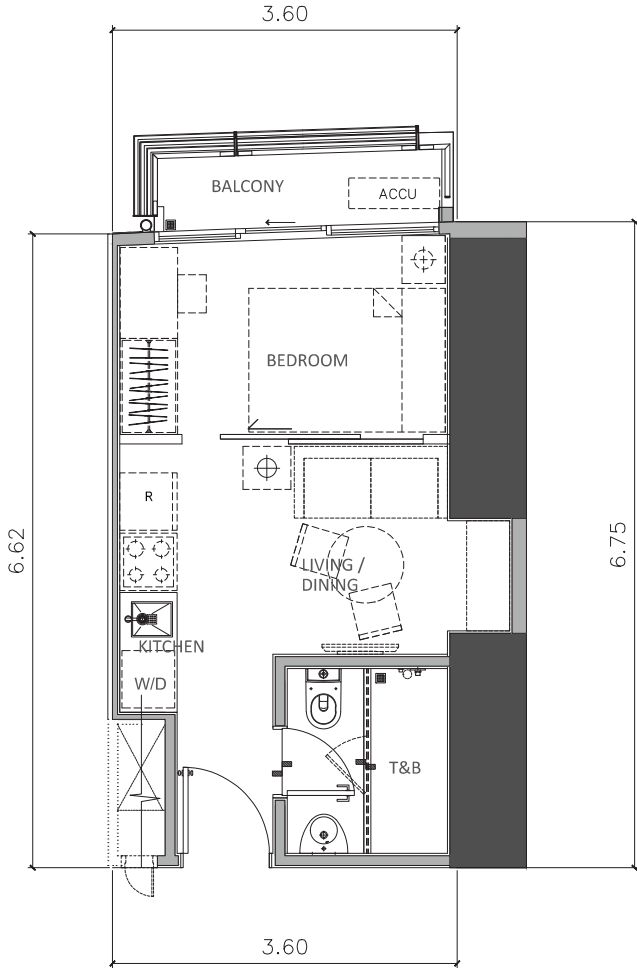 3.60
BALCONY
ACCU
BEDROOM
R
6.62
6.75
LIVING /
DINING
KITCHEN
W/D
T&B
3.60